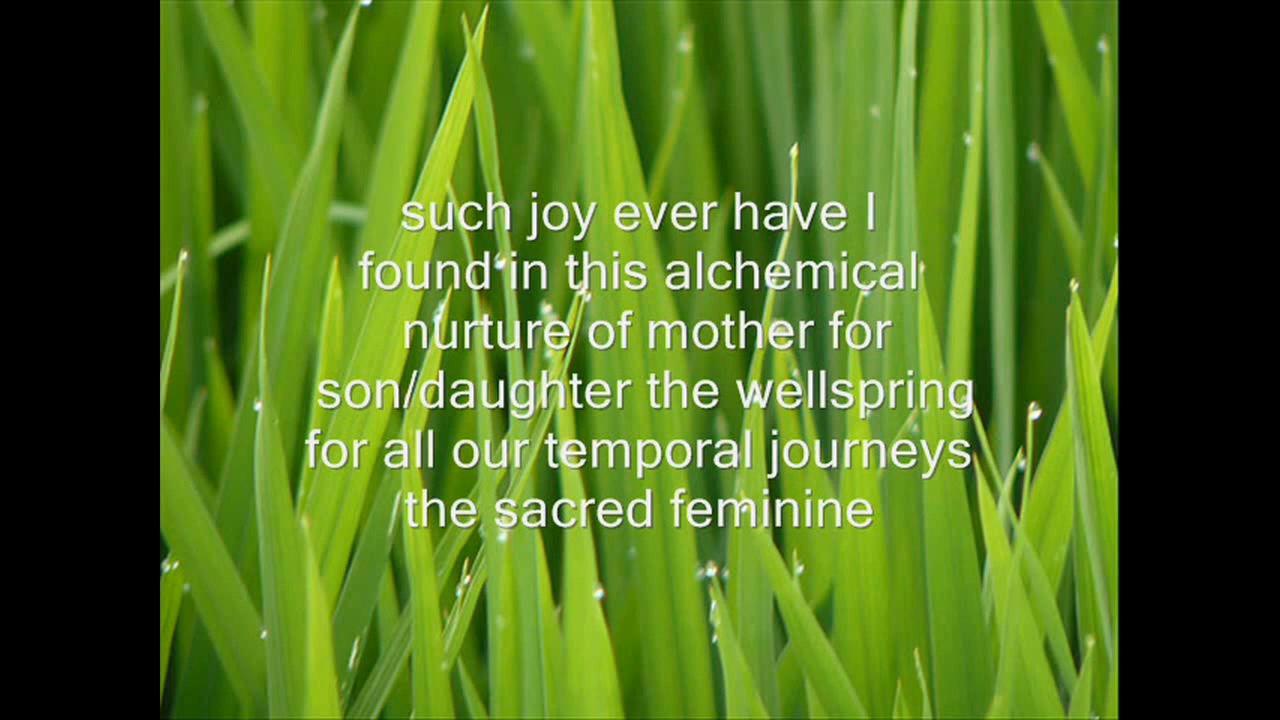 such joy ever have I
found in this alchemical
nurture of mother for
son/daughter the wellspring
for all our temporal journeys
the sacred feminine